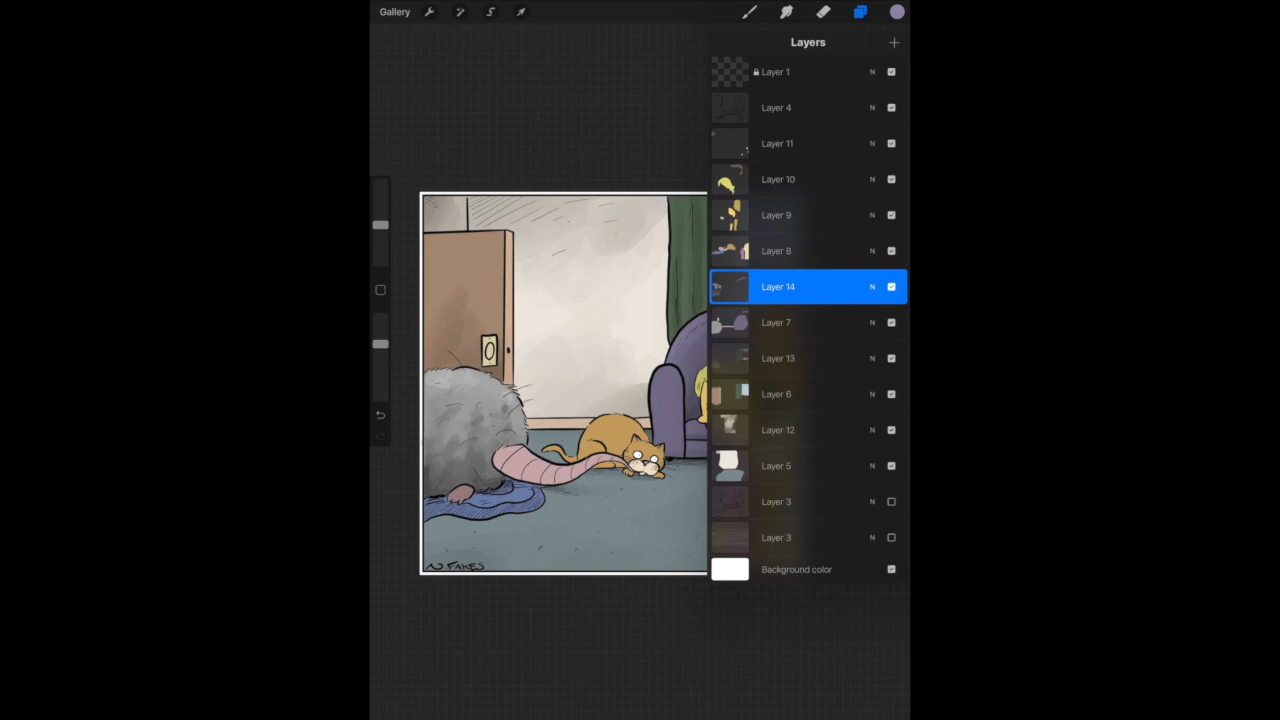 Gallery
Layers
Layer 1 N
Layer 4 N
Layer 11 N
Layer 10 N
Layer 9 N
Layer 8 N
Layer 14 N
Layer 7 N
Layer 13 N
Layer 6 N
Layer 12 N
Layer 5 N
Layer 3 N
Layer 3 N
Background color
N. FAKES